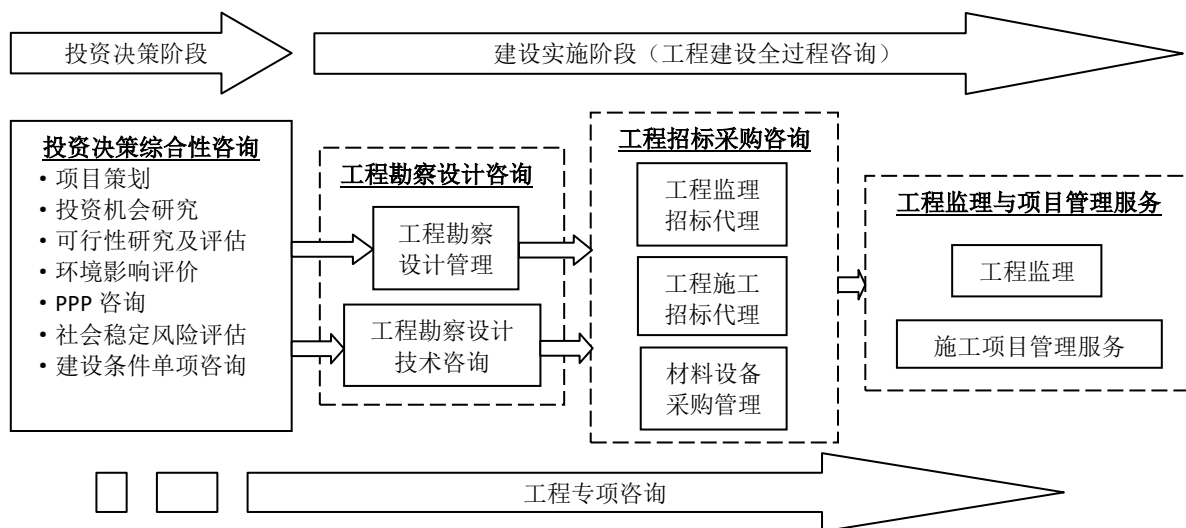 投资决策阶段
建设实施阶段（工程建设全过程咨询）
投资决策综合性咨询
·项目策划
·投资机会研究
·可行性研究及评估
·环境影响评价
·PPP 咨询
·社会稳定风险评估
·建设条件单项咨询
工程勘察设计咨询
工程勘察
设计管理
工程勘察设计
技术咨询
工程招标采购咨询
工程监理
招标代理
工程施工
招标代理
材料设备
采购管理
工程监理与项目管理服务
工程监理
施工项目管理服务
工程专项咨询